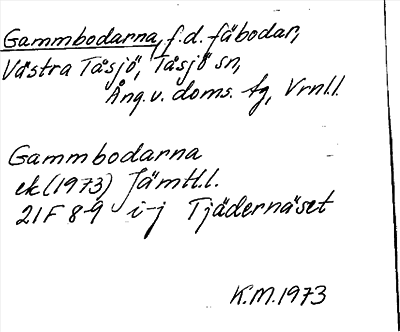 Gammbodarna, f.d. fäbodar,
Västra Tåsjö, Tåsjö sn,
Ång.v. doms. tg, Vrnl.l.
Gammbodarna
ek (1973) Jämtl.l.
21F 8-9 i-j Tjädernäset
K.M. 1973